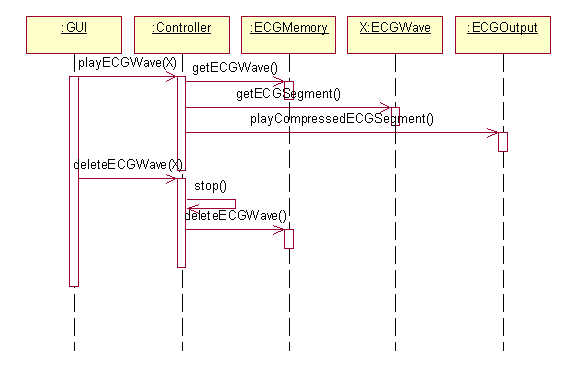 :GUI
:Controller
:ECGMemory
X:ECGWave
:ECGOutput
playECGWave(X)
getECGWave()
getECGSegment()
playCompressedECGSegment()
deleteECGWave(X)
stop()
deleteECGWave()